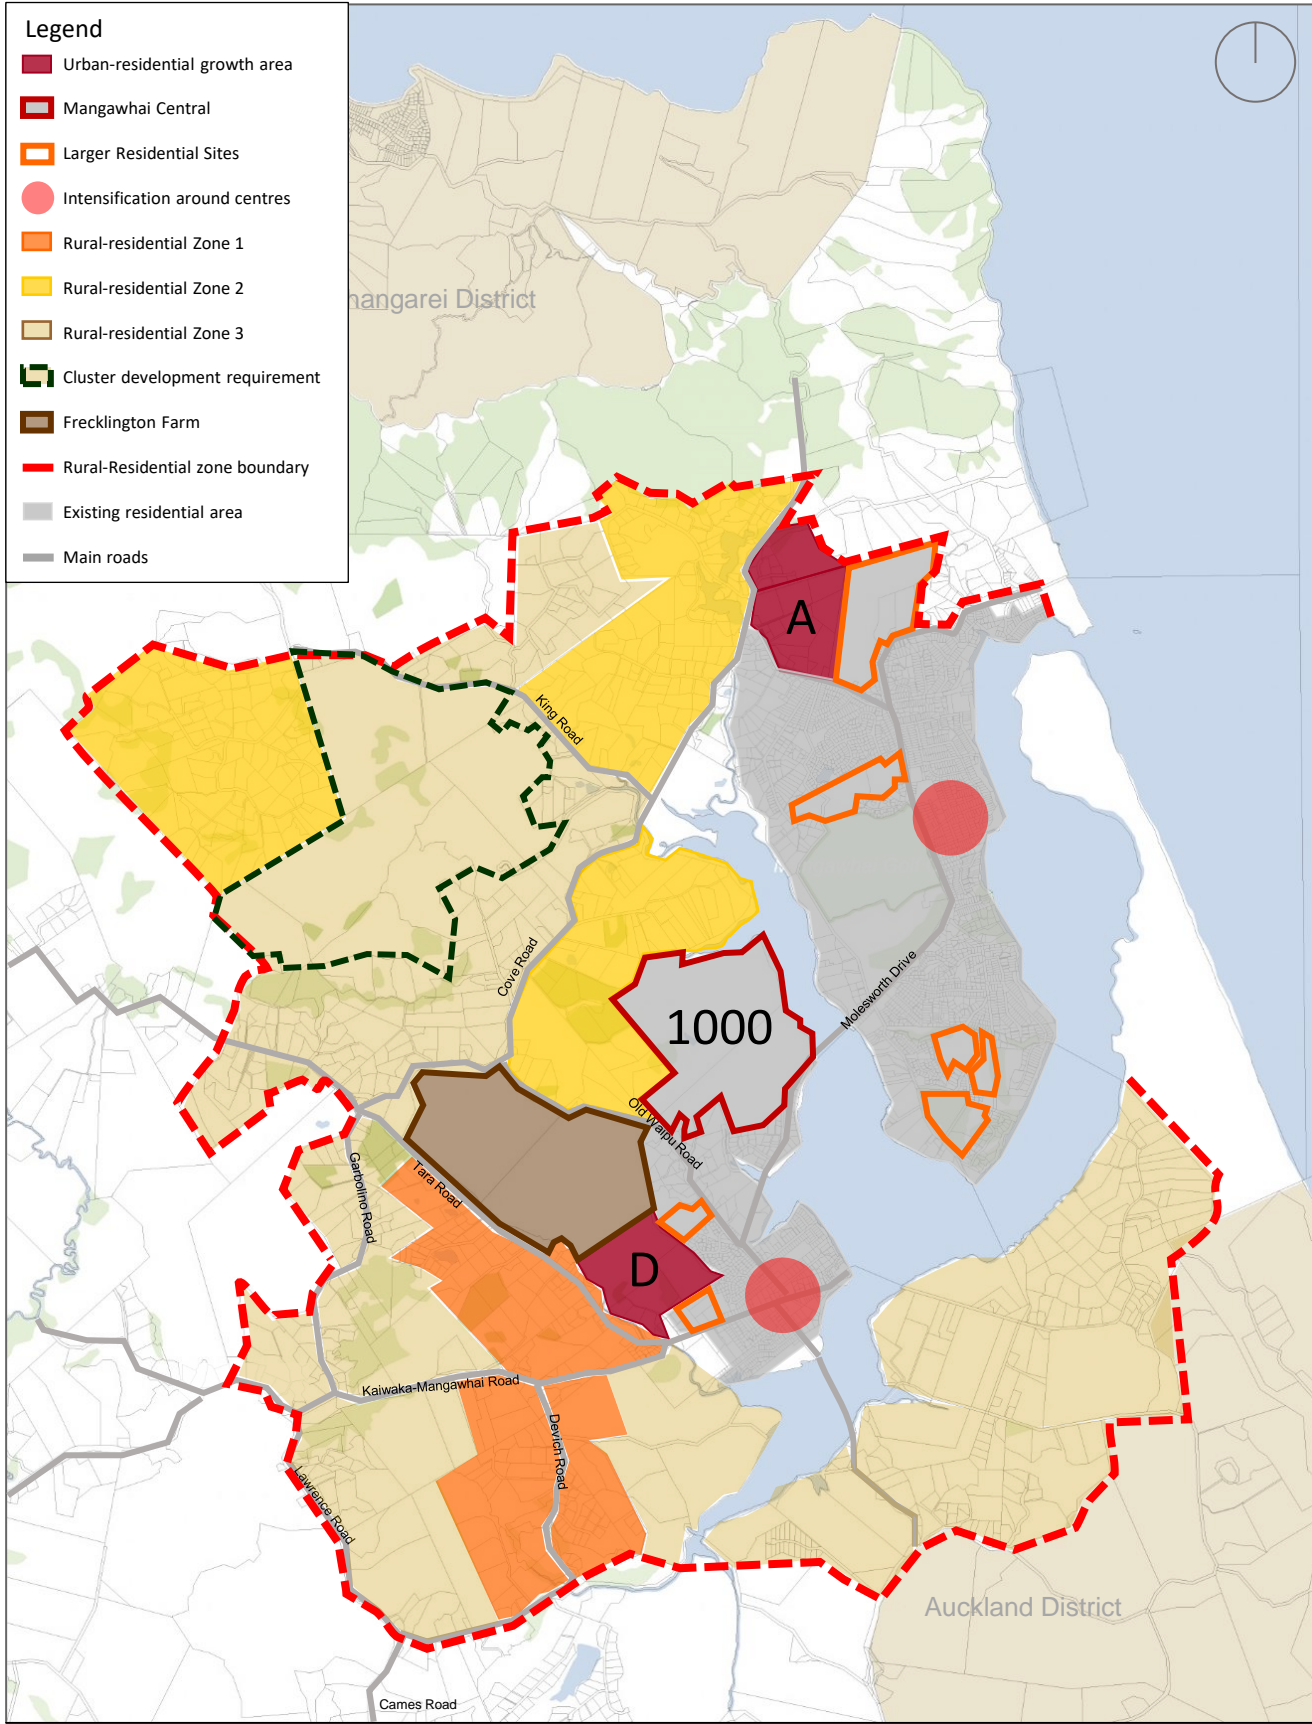 Legend
Urban-residential growth area
Mangawhai Central
Larger Residential Sites
Intensification around centres
Rural-residential Zone 1
Rural-residential Zone 2
Rural-residential Zone 3
Cluster development requirement
Frecklington Farm
Rural-Residential zone boundary
Existing residential area
Main roads
hangarei District
A
King Road
Cove Road
Molesworth Drive
1000
Old Waipu Road
Garbolino Road
Tara Road
D
Kaiwaka-Mangawhai Road
Devich Road
Lawrence Road
Auckland District
Cames Road